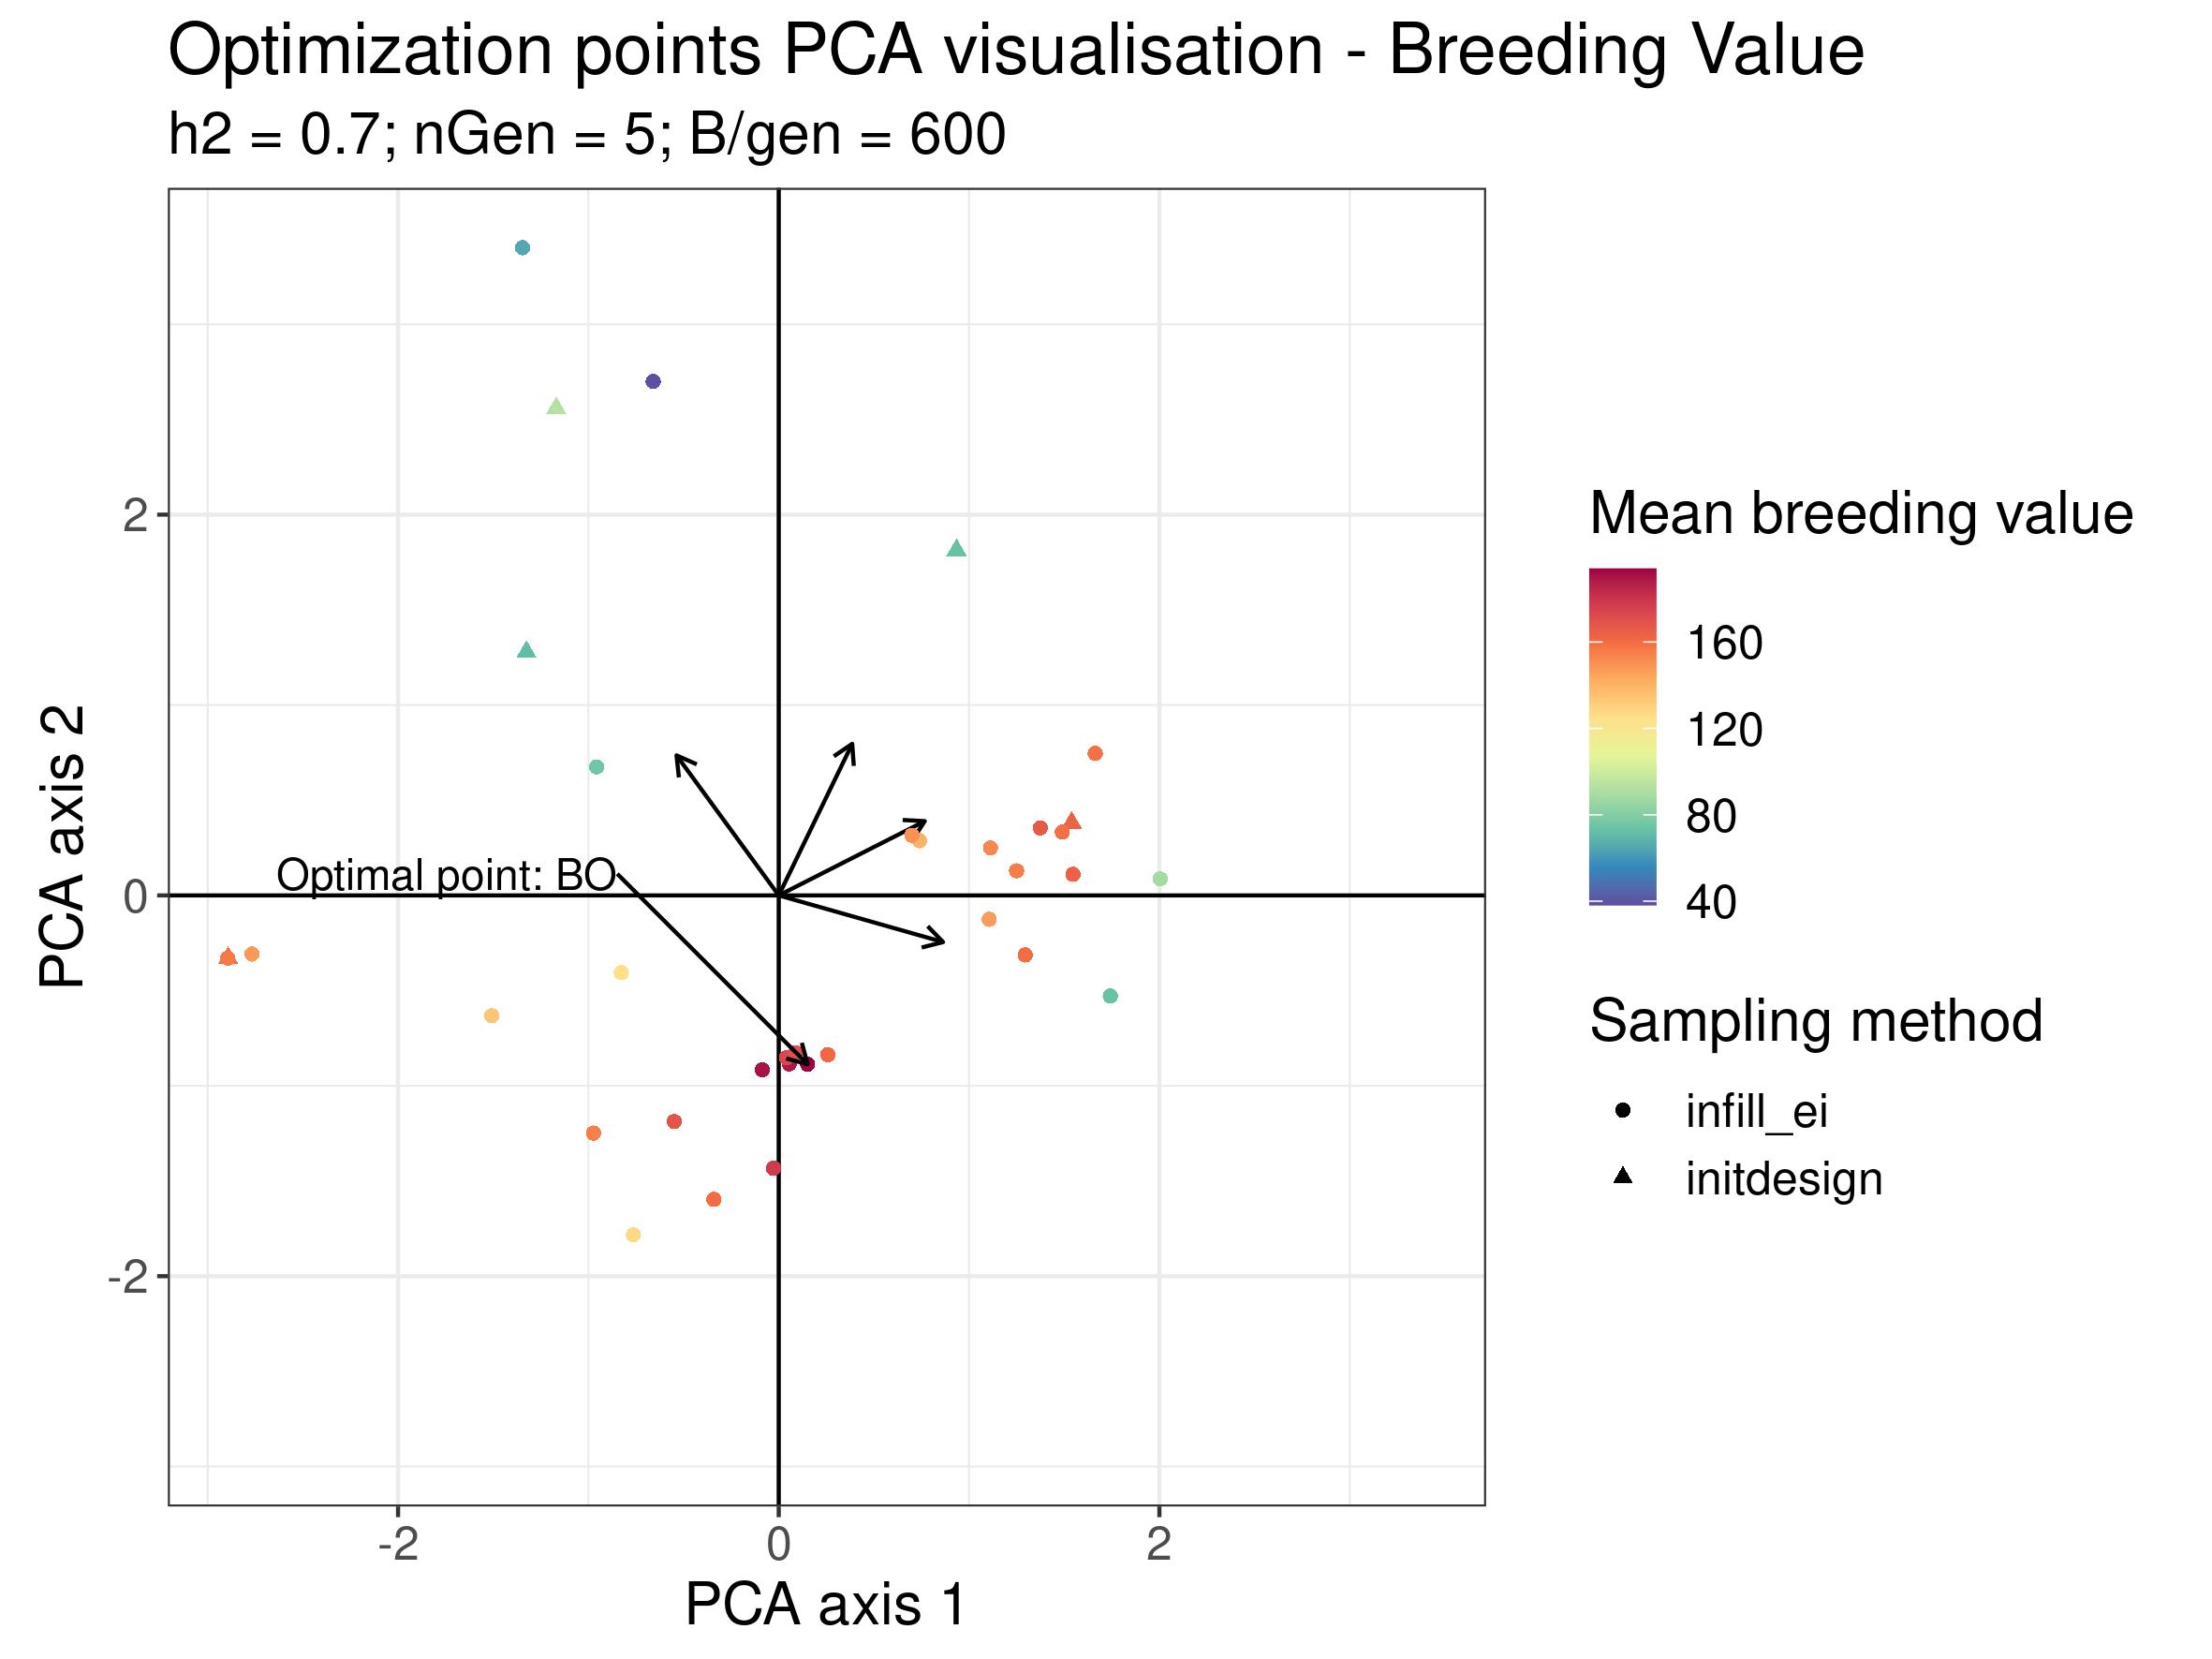 Optimization points PCA visualisation - Breeding Value
h2 = 0.7; nGen = 5; B/gen = 600
PCA axis 2
2
0
-2
Optimal point: BO
-2
0
2
PCA axis 1
Mean breeding value
160
120
80
40
Sampling method
infill_ei
initdesign